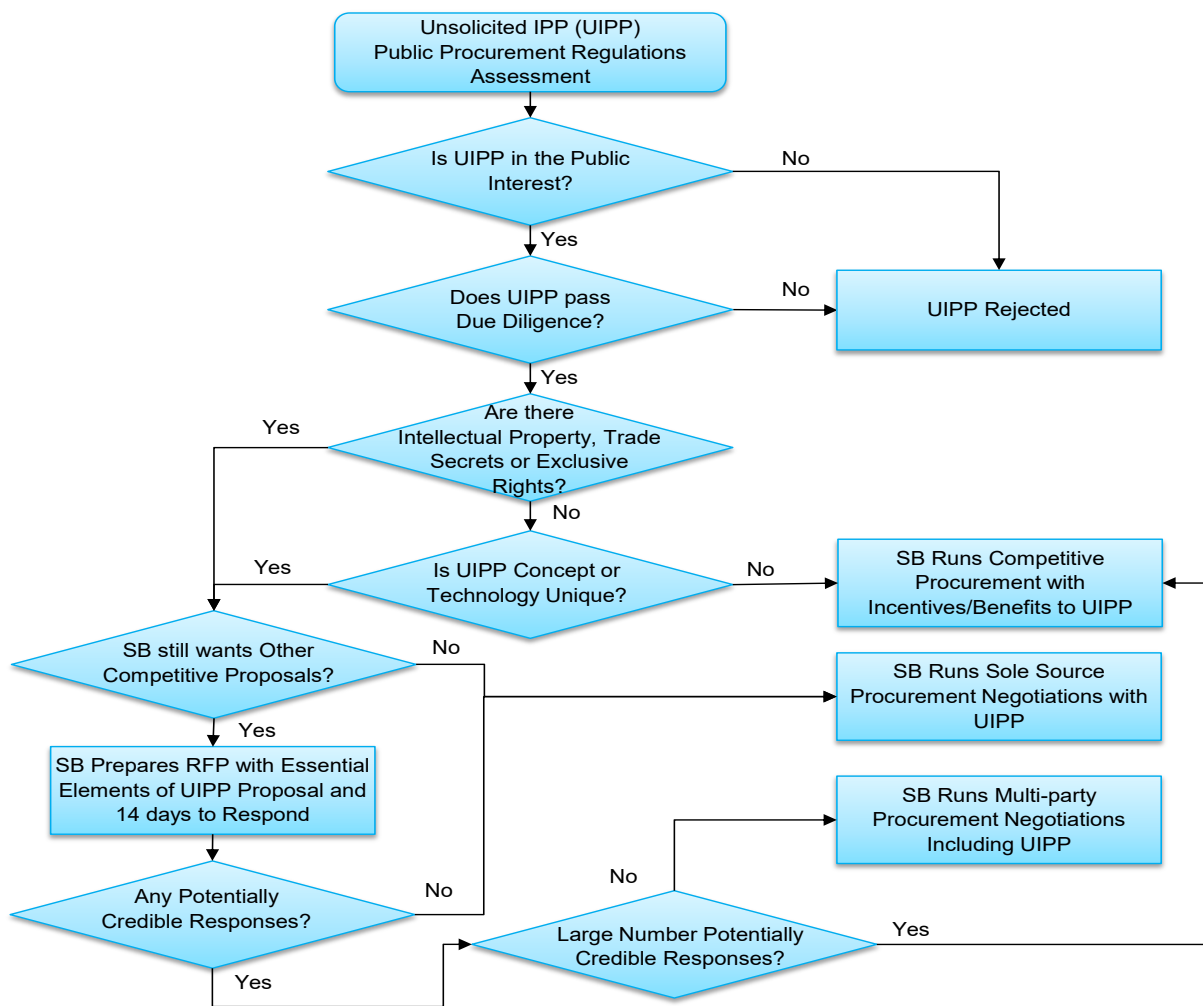 Unsolicited IPP (UIPP)
Public Procurement Regulations
Assessment
Is UIPP in the Public
Interest?
No
Yes
Does UIPP pass
Due Diligence?
No
UIPP Rejected
Yes
Are there
Intellectual Property, Trade
Secrets or Exclusive
Rights?
Yes
No
Is UIPP Concept or
Technology Unique?
Yes
No
SB Runs Competitive
Procurement with
Incentives/Benefits to UIPP
SB still wants Other
Competitive Proposals?
No
SB Runs Sole Source
Procurement Negotiations with
UIPP
Yes
SB Prepares RFP with Essential
Elements of UIPP Proposal and
14 days to Respond
SB Runs Multi-party
Procurement Negotiations
Including UIPP
Any Potentially
Credible Responses?
No
No
Large Number Potentially
Credible Responses?
Yes
Yes